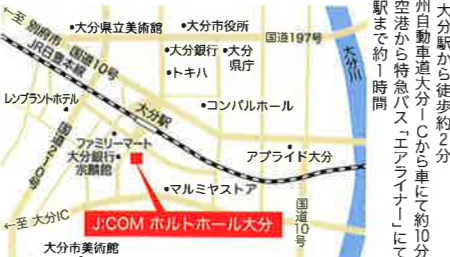 大分駅から徒歩約2分
州自動車道大分ICから車にて約10分
空港から特急バス「エアライナー」にて
駅まで約1時間
大分県立美術館
大分市役所
国道197号
←至 別府市
国道10号
JR日豊本線
大分銀行
大分県庁
トキハ
大分川
レンブラントホテル
大分駅
コンパルホール
国道210号
ファミリーマート
大分銀行
宗麟館
アプライド大分
マルミヤストア
←至 大分IC
J:COM ホルトホール大分
国道10号
大分市美術館